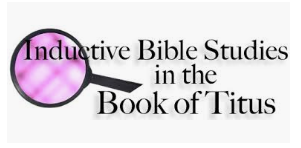 Inductive Bible Studies
in the
Book of Titus